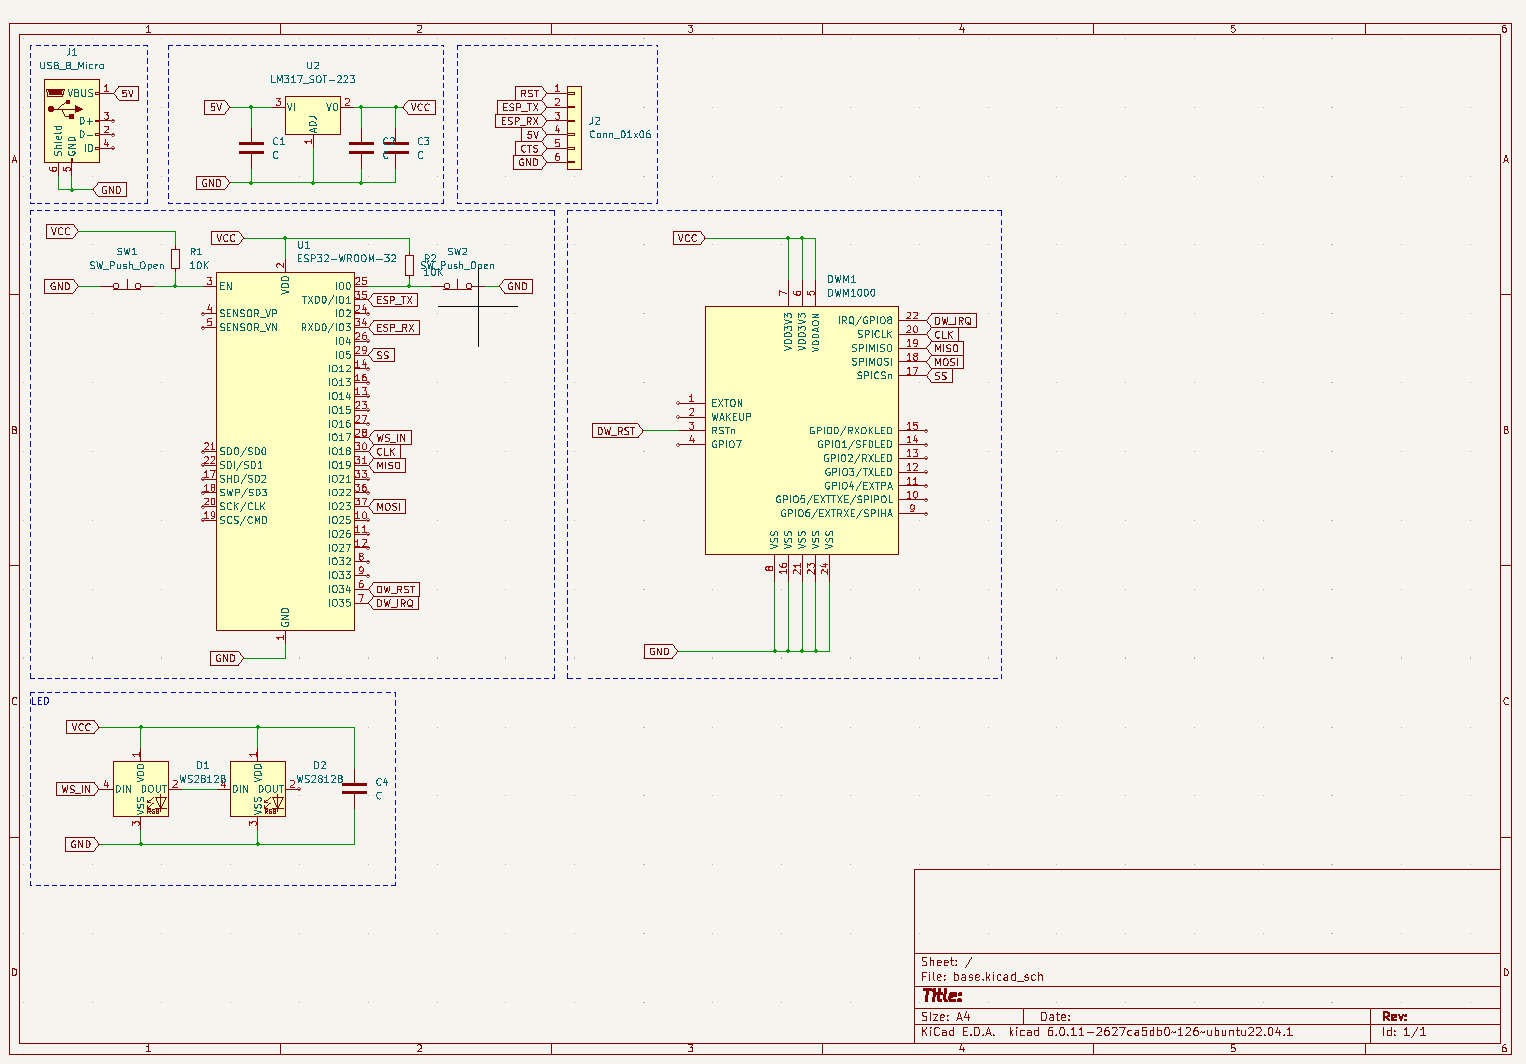 1 2 3 4 5 6
J1
USB_B_Micro
VBUS 1 5V
D+ 3
D- 2
ID 4
Shield GND
6 5
GND
U2
LM317_SOT-223
5V 3 VI VO 2 VCC
ADJ
1
C1
C
C2
C
C3
C
GND
RST 1
ESP_TX 2
ESP_RX 3
5V 4
CTS 5
GND 6
J2
Conn_01x06
A A
VCC
SW1
SW_Push_Open
R1
10K
GND
VCC
U1
ESP32-WROOM-32
R2
10K
SW2
SW_Push_Open
GND
2
VDD
3 EN
4 SENSOR_VP
5 SENSOR_VN
21 SDO/SD0
22 SDI/SD1
17 SHD/SD2
18 SWP/SD3
20 SCK/CLK
19 SCS/CMD
IO0 25
TXD0/IO1 35 ESP_TX
IO2 24
RXD0/IO3 34 ESP_RX
IO4 26
IO5 29 SS
IO12 14
IO13 16
IO14 13
IO15 23
IO16 27
IO17 28 WS_IN
IO18 30 CLK
IO19 31 MISO
IO21 33
IO22 36
IO23 37 MOSI
IO25 10
IO26 11
IO27 12
IO32 8
IO33 9
IO34 6 DW_RST
IO35 7 DW_IRQ
GND
1
GND
VCC
DWM1
DWM1000
7 6 5
VDD3V3 VDD3V3 VDDAON
IRQ/GPIO8 22 DW_IRQ
SPICLK 20 CLK
SPIMISO 19 MISO
SPIMOSI 18 MOSI
SPICSn 17 SS
1 EXTON
2 WAKEUP
DW_RST 3 RSTn
4 GPIO7
GPIO0/RXOKLED 15
GPIO1/SFDLED 14
GPIO2/RXLED 13
GPIO3/TXLED 12
GPIO4/EXTPA 11
GPIO5/EXTTXE/SPIPOL 10
GPIO6/EXTRXE/SPIHA 9
VSS VSS VSS VSS VSS
8 16 21 23 24
GND
B B
C C
LED
VCC
D1
WS2812B
D2
WS2812B
1 VDD
WS_IN 4 DIN DOUT 2
VSS RGB
3
1 VDD
4 DIN DOUT 2
VSS RGB
3
C4
C
GND
D D
Sheet: /
File: base.kicad_sch
Title:
Size: A4 Date: Rev:
KiCad E.D.A. kicad 6.0.11-2627ca5db0~126~ubuntu22.04.1 Id: 1/1
1 2 3 4 5 6